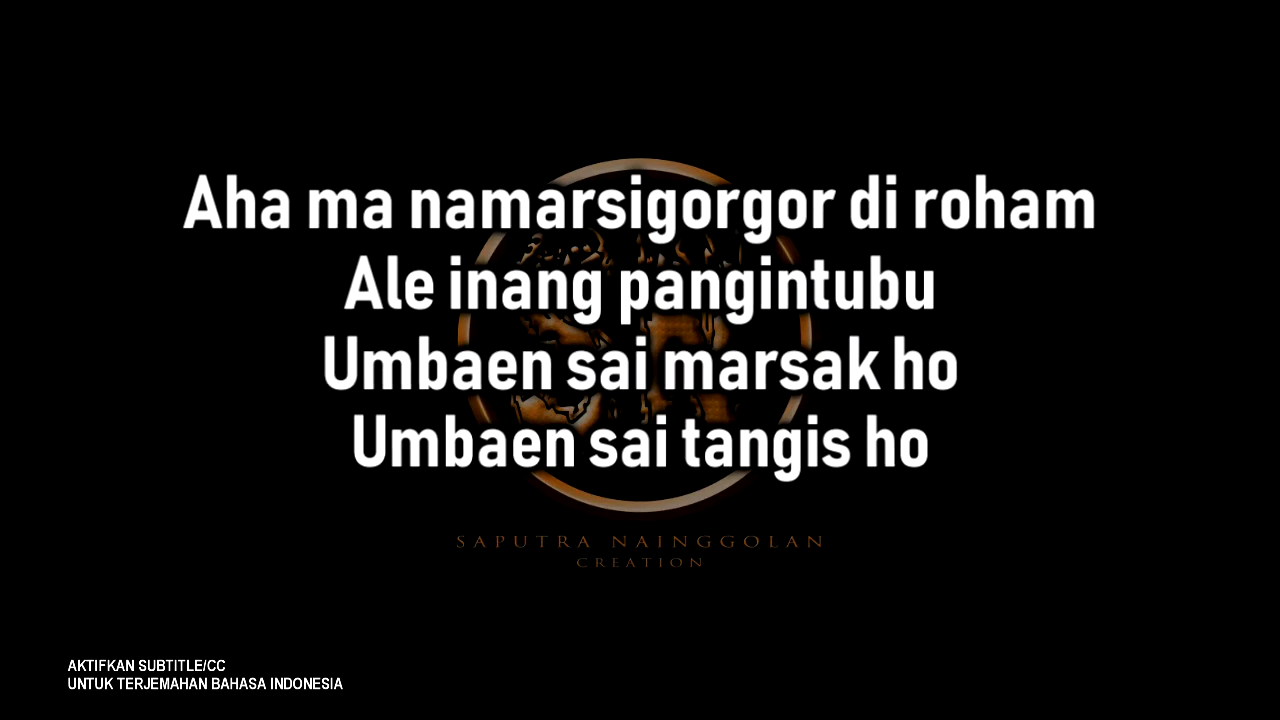 Aha ma namarsigorgor di roham
Ale inang pangintubu
Umbaen sai marsak ho
Umbaen sai tangis ho
SAPUTRA NAINGGOLAN
CREATION
AKTIFKAN SUBTITLE/CC
UNTUK TERJEMAHAN BAHASA INDONESIA